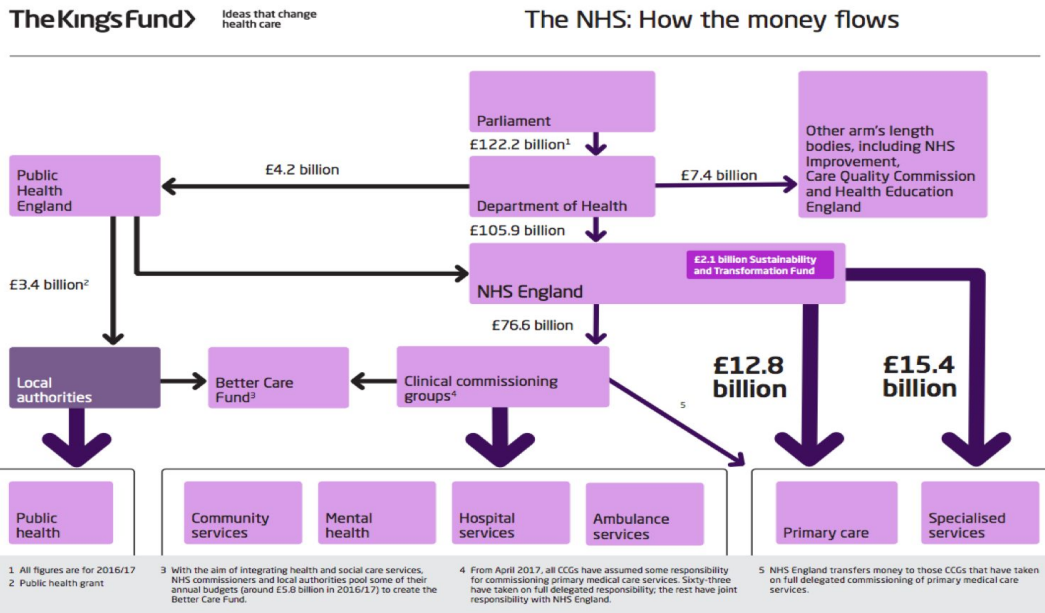 The King's Fund>
Ideas that change
health care
The NHS: How the money flows
Parliament
£122.2 billion¹
Other arm's length
bodies, including NHS
Improvement,
Care Quality Commission
and Health Education
England
Public
Health
England
£4.2 billion
£7.4 billion
Department of Health
£105.9 billion
£2.1 billion Sustainability
and Transformation Fund
NHS England
£3.4 billion²
£76.6 billion
£12.8
billion
£15.4
billion
Local
authorities
Better Care
Fund³
Clinical commissioning
groups⁴
5
Public
health
Community
services
Mental
health
Hospital
services
Ambulance
services
Primary care
Specialised
services
1 All figures are for 2016/17
2 Public health grant
3 With the aim of integrating health and social care services,
NHS commissioners and local authorities pool some of their
annual budgets (around £5.8 billion in 2016/17) to create the
Better Care Fund.
4 From April 2017, all CCGs have assumed some responsibility
for commissioning primary medical care services. Sixty-three
have taken on full delegated responsibility; the rest have joint
responsibility with NHS England.
5 NHS England transfers money to those CCGs that have taken
on full delegated commissioning of primary medical care
services.